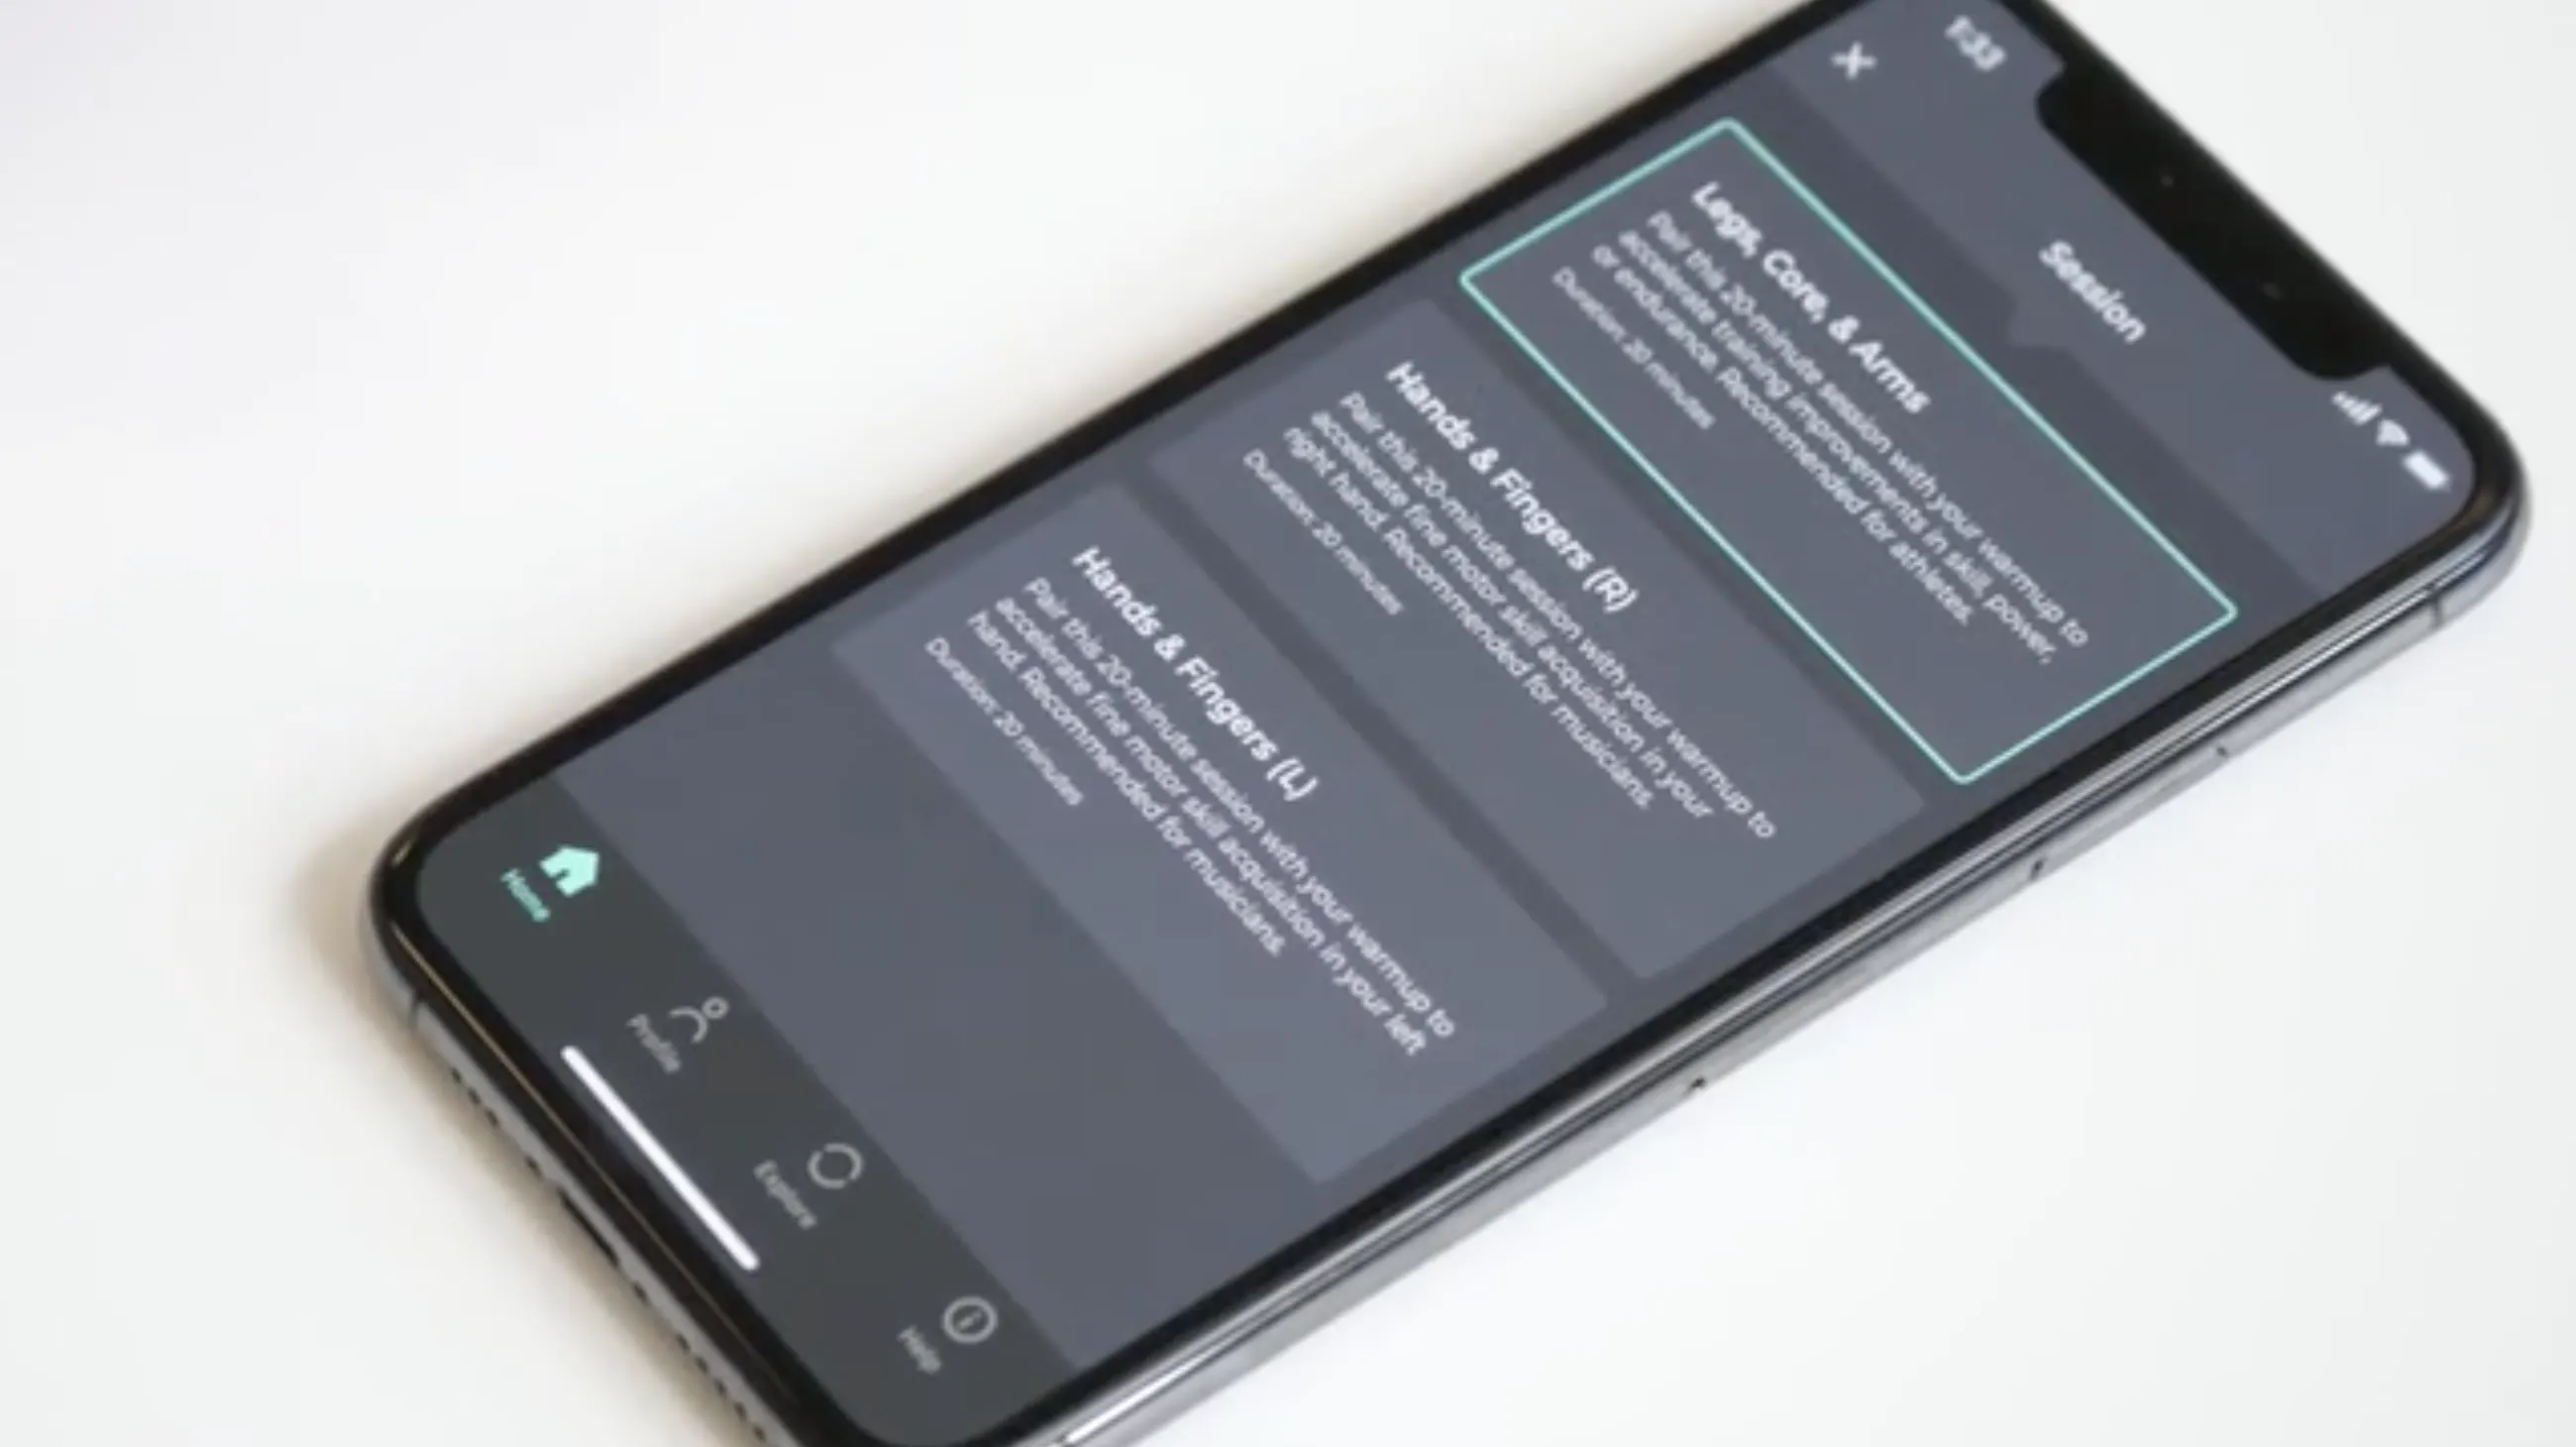 1:33
Session
Legs, Core, & Arms
Pair this 20-minute session with your warmup to
accelerate training improvements in skill, power,
or endurance. Recommended for athletes.
Duration: 20 minutes
Hands & Fingers (R)
Pair this 20-minute session with your warmup to
accelerate fine motor skill acquisition in your
right hand. Recommended for musicians.
Duration: 20 minutes
Hands & Fingers (L)
Pair this 20-minute session with your warmup to
accelerate fine motor skill acquisition in your left
hand. Recommended for musicians.
Duration: 20 minutes
Home
Profile
Explore
Help